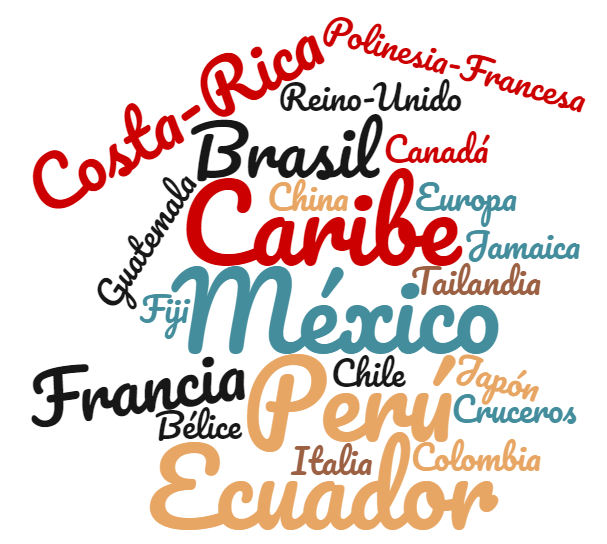 Polinesia-Francesa
Costa-Rica
Reino-Unido
Brasil
Canadá
Guatemala
China
Europa
Caribe
Jamaica
Tailandia
Fiji
México
Francia
Chile
Japón
Perú
Cruceros
Bélice
Italia
Colombia
Ecuador